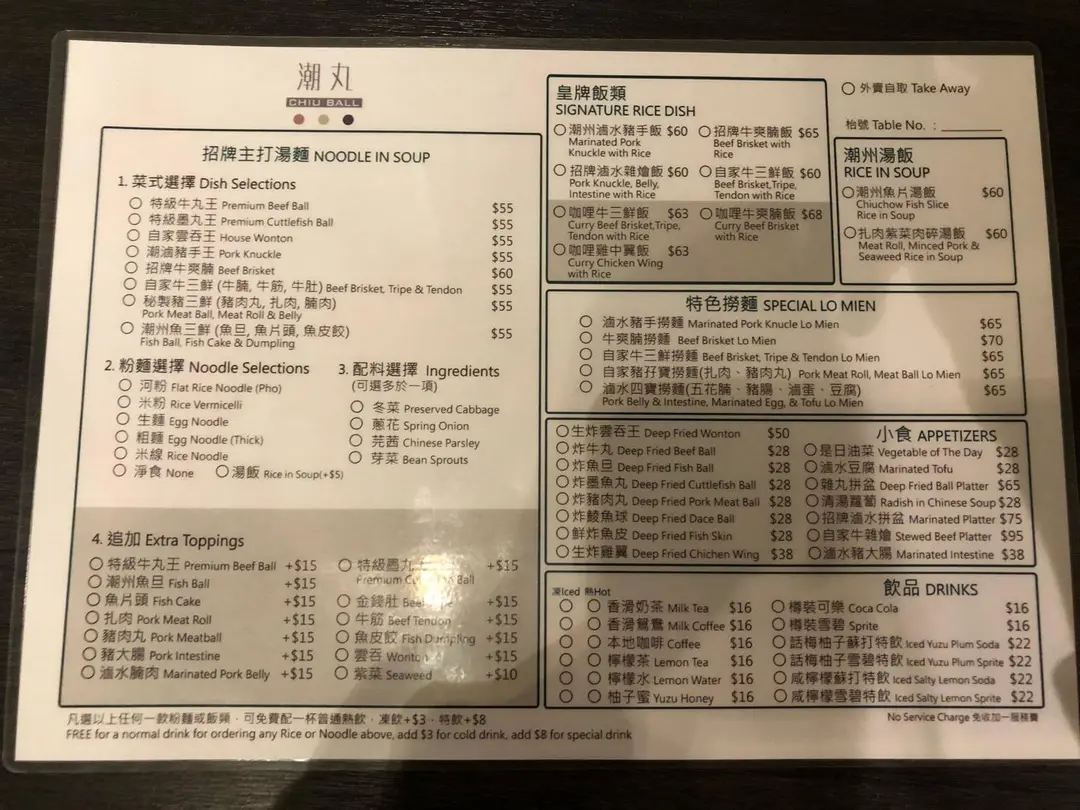 潮丸
CHIU BALL
招牌主打湯麵 NOODLE IN SOUP
1. 菜式選擇 Dish Selections
特級牛丸王 Premium Beef Ball $55
特級墨丸王 Premium Cuttlefish Ball $55
自家雲吞王 House Wonton $55
潮滷豬手王 Pork Knuckle $55
招牌牛爽腩 Beef Brisket $60
自家牛三鮮 (牛腩, 牛筋, 牛肚) Beef Brisket, Tripe & Tendon $55
秘製豬三鮮 (豬肉丸, 扎肉, 腩肉) $55
Pork Meat Ball, Meat Roll & Belly
潮州魚三鮮 (魚旦, 魚片頭, 魚皮餃) $55
Fish Ball, Fish Cake & Dumpling
2. 粉麵選擇 Noodle Selections
河粉 Flat Rice Noodle (Pho)
米粉 Rice Vermicelli
生麵 Egg Noodle
粗麵 Egg Noodle (Thick)
米線 Rice Noodle
淨食 None 湯飯 Rice in Soup(+$5)
3. 配料選擇 Ingredients
(可選多於一項)
冬菜 Preserved Cabbage
蔥花 Spring Onion
芫茜 Chinese Parsley
芽菜 Bean Sprouts
4. 追加 Extra Toppings
特級牛丸王 Premium Beef Ball +$15
潮州魚旦 Fish Ball +$15
魚片頭 Fish Cake +$15
扎肉 Pork Meat Roll +$15
豬肉丸 Pork Meatball +$15
豬大腸 Pork Intestine +$15
滷水腩肉 Marinated Pork Belly +$15
特級墨丸 +$15
Premium Ball
金錢肚 Beef +$15
牛筋 Beef Tendon +$15
魚皮餃 Fish Dumpling +$15
雲吞 Wonton +$15
紫菜 Seaweed +$10
凡選以上任何一款粉麵或飯類﹐可免費配一杯普通熱飲﹐凍飲+$3﹐特飲+$8
FREE for a normal drink for ordering any Rice or Noodle above, add $3 for cold drink, add $8 for special drink
皇牌飯類
SIGNATURE RICE DISH
潮州滷水豬手飯 $60
Marinated Pork
Knuckle with Rice
招牌牛爽腩飯 $65
Beef Brisket with
Rice
招牌滷水雜燴飯 $60
Pork Knuckle, Belly,
Intestine with Rice
自家牛三鮮飯 $60
Beef Brisket,Tripe,
Tendon with Rice
咖喱牛三鮮飯 $63
Curry Beef Brisket,Tripe,
Tendon with Rice
咖喱牛爽腩飯 $68
Curry Beef Brisket
with Rice
咖喱雞中翼飯 $63
Curry Chicken Wing
with Rice
外賣自取 Take Away
枱號 Table No. :
潮州湯飯
RICE IN SOUP
潮州魚片湯飯 $60
Chiuchow Fish Slice
Rice in Soup
扎肉紫菜肉碎湯飯 $60
Meat Roll, Minced Pork &
Seaweed Rice in Soup
特色撈麵 SPECIAL LO MIEN
滷水豬手撈麵 Marinated Pork Knucle Lo Mien $65
牛爽腩撈麵 Beef Brisket Lo Mien $70
自家牛三鮮撈麵 Beef Brisket, Tripe & Tendon Lo Mien $65
自家豬孖寶撈麵(扎肉、豬肉丸) Pork Meat Roll, Meat Ball Lo Mien $65
滷水四寶撈麵(五花腩、豬腸、滷蛋、豆腐) $65
Pork Belly & Intestine, Marinated Egg, & Tofu Lo Mien
小食 APPETIZERS
生炸雲吞王 Deep Fried Wonton $50
炸牛丸 Deep Fried Beef Ball $28
炸魚旦 Deep Fried Fish Ball $28
炸墨魚丸 Deep Fried Cuttlefish Ball $28
炸豬肉丸 Deep Fried Pork Meat Ball $28
炸鯪魚球 Deep Fried Dace Ball $28
鮮炸魚皮 Deep Fried Fish Skin $28
生炸雞翼 Deep Fried Chichen Wing $38
是日油菜 Vegetable of The Day $28
滷水豆腐 Marinated Tofu $28
雜丸拼盆 Deep Fried Ball Platter $65
清湯蘿蔔 Radish in Chinese Soup $28
招牌滷水拼盆 Marinated Platter $75
自家牛雜燴 Stewed Beef Platter $95
滷水豬大腸 Marinated Intestine $38
飲品 DRINKS
凍Iced 熱Hot
香滑奶茶 Milk Tea $16
香滑鴛鴦 Milk Coffee $16
本地咖啡 Coffee $16
檸檬茶 Lemon Tea $16
檸檬水 Lemon Water $16
柚子蜜 Yuzu Honey $16
樽裝可樂 Coca Cola $16
樽裝雪碧 Sprite $16
話梅柚子蘇打特飲 Iced Yuzu Plum Soda $22
話梅柚子雪碧特飲 Iced Yuzu Plum Sprite $22
咸檸檬蘇打特飲 Iced Salty Lemon Soda $22
咸檸檬雪碧特飲 Iced Salty Lemon Sprite $22
No Service Charge 免收加一服務費